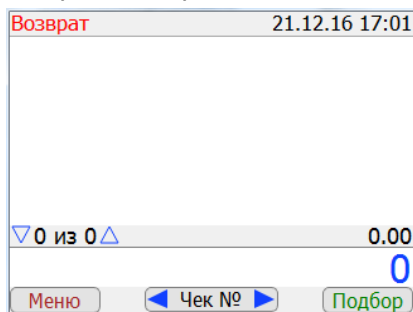 Возврат 21.12.16 17:01
▽0 из 0△ 0.00
0
Меню ◀ Чек № ▶ Подбор